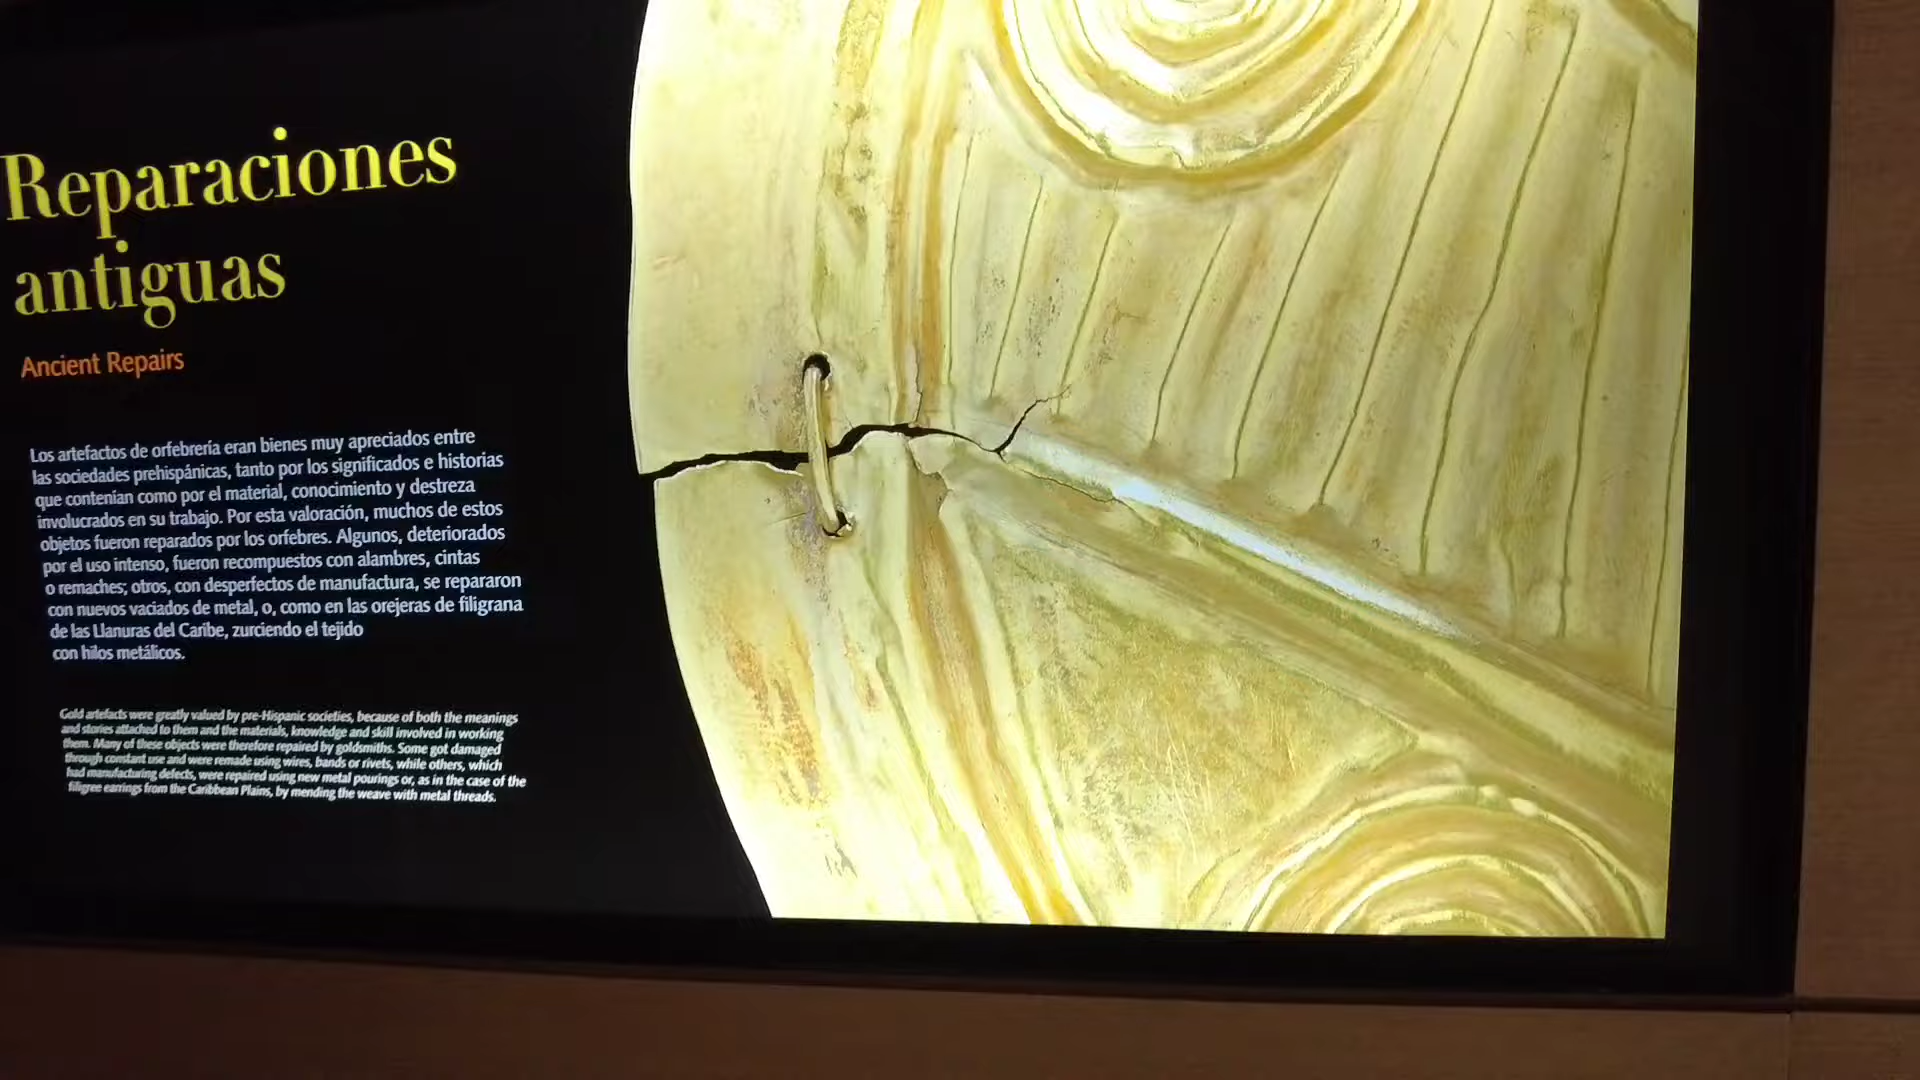 Reparaciones
antiguas
Ancient Repairs
Los artefactos de orfebrería eran bienes muy apreciados entre
las sociedades prehispánicas, tanto por los significados e historias
que contenían como por el material, conocimiento y destreza
involucrados en su trabajo. Por esta valoración, muchos de estos
objetos fueron reparados por los orfebres. Algunos, deteriorados
por el uso intenso, fueron recompuestos con alambres, cintas
o remaches; otros, con desperfectos de manufactura, se repararon
con nuevos vaciados de metal, o, como en las orejeras de filigrana
de las Llanuras del Caribe, zurciendo el tejido
con hilos metálicos.
Gold artefacts were greatly valued by pre-Hispanic societies, because of both the meanings
and stories attached to them and the materials, knowledge and skill involved in working
them. Many of these objects were therefore repaired by goldsmiths. Some got damaged
through constant use and were remade using wires, bands or rivets, while others, which
had manufacturing defects, were repaired using new metal pourings or, as in the case of the
filigree earrings from the Caribbean Plains, by mending the weave with metal threads.